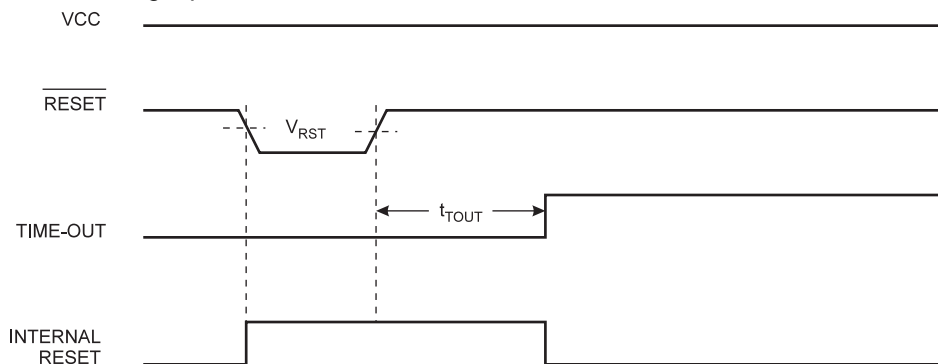 VCC
RESET
VRST
tTOUT
TIME-OUT
INTERNAL
RESET